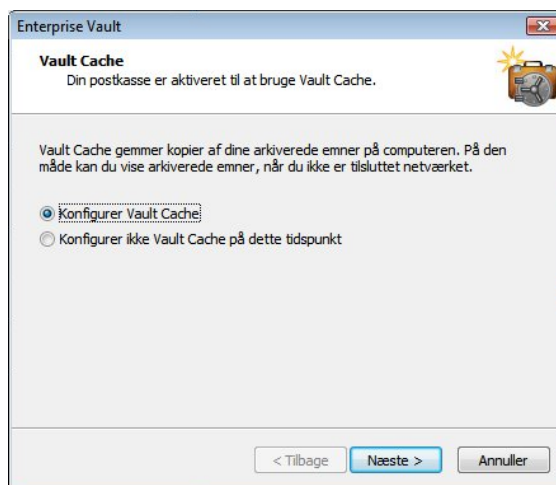 Enterprise Vault
Vault Cache
Din postkasse er aktiveret til at bruge Vault Cache.
Vault Cache gemmer kopier af dine arkiverede emner på computeren. På den
måde kan du vise arkiverede emner, når du ikke er tilsluttet netværket.
Konfigurer Vault Cache
Konfigurer ikke Vault Cache på dette tidspunkt
< Tilbage
Næste >
Annuller